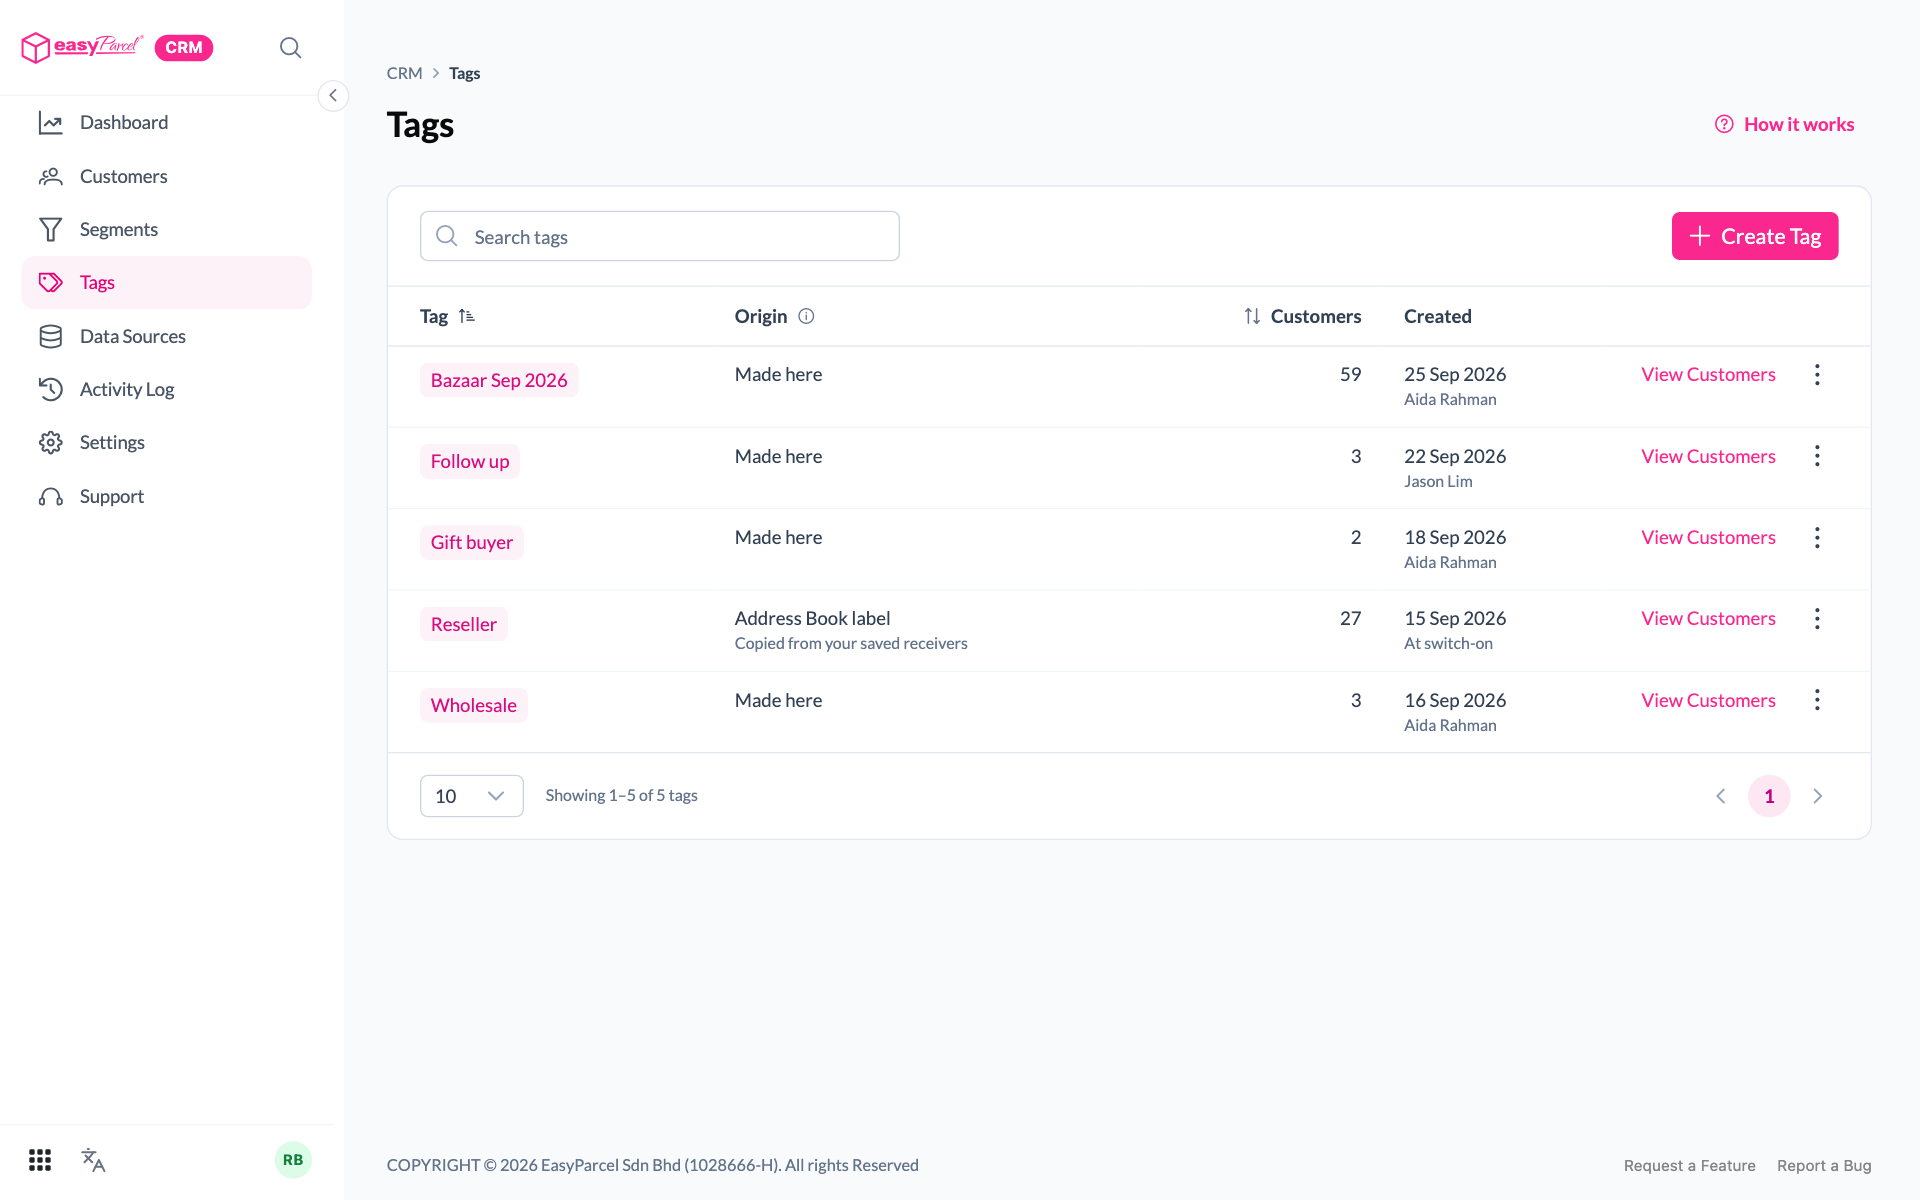 easyParcel CRM
Dashboard
Customers
Segments
Tags
Data Sources
Activity Log
Settings
Support
RB
CRM > Tags
Tags
How it works
Search tags
Create Tag
Tag Origin Customers Created
Bazaar Sep 2026 Made here 59 25 Sep 2026 View Customers
Aida Rahman
Follow up Made here 3 22 Sep 2026 View Customers
Jason Lim
Gift buyer Made here 2 18 Sep 2026 View Customers
Aida Rahman
Reseller Address Book label 27 15 Sep 2026 View Customers
Copied from your saved receivers At switch-on
Wholesale Made here 3 16 Sep 2026 View Customers
Aida Rahman
10 Showing 1–5 of 5 tags 1
COPYRIGHT © 2026 EasyParcel Sdn Bhd (1028666-H). All rights Reserved
Request a Feature Report a Bug